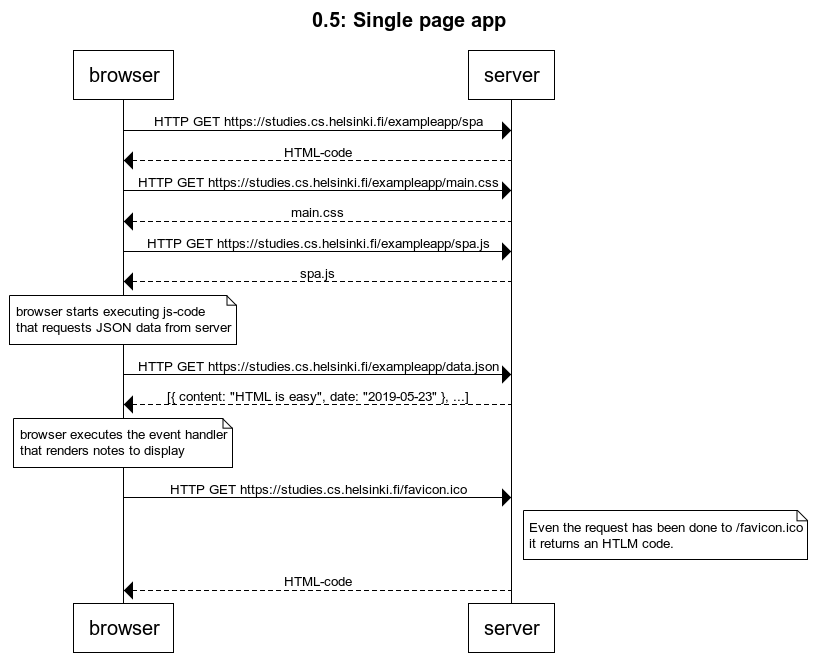 0.5: Single page app
browser
server
HTTP GET https://studies.cs.helsinki.fi/exampleapp/spa
HTML-code
HTTP GET https://studies.cs.helsinki.fi/exampleapp/main.css
main.css
HTTP GET https://studies.cs.helsinki.fi/exampleapp/spa.js
spa.js
browser starts executing js-code
that requests JSON data from server
HTTP GET https://studies.cs.helsinki.fi/exampleapp/data.json
[{ content: "HTML is easy", date: "2019-05-23" }, ...]
browser executes the event handler
that renders notes to display
HTTP GET https://studies.cs.helsinki.fi/favicon.ico
Even the request has been done to /favicon.ico
it returns an HTLM code.
HTML-code
browser
server